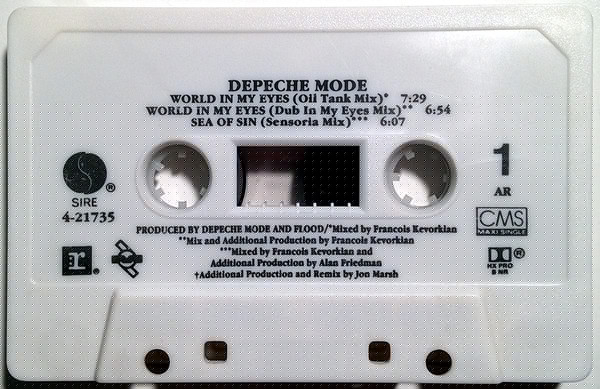 DEPECHE MODE
WORLD IN MY EYES (Oil Tank Mix)* 7:29
WORLD IN MY EYES (Dub In My Eyes Mix)** 6:54
SEA OF SIN (Sensoria Mix)*** 6:07
1
AR
SIRE ®
4-21735
PRODUCED BY DEPECHE MODE AND FLOOD/*Mixed by Francois Kevorkian
**Mix and Additional Production by Francois Kevorkian
***Mixed by Francois Kevorkian and
Additional Production by Alan Friedman
†Additional Production and Remix by Jon Marsh
r ®
CMS
MAXI SINGLE
HX PRO
B NR
®